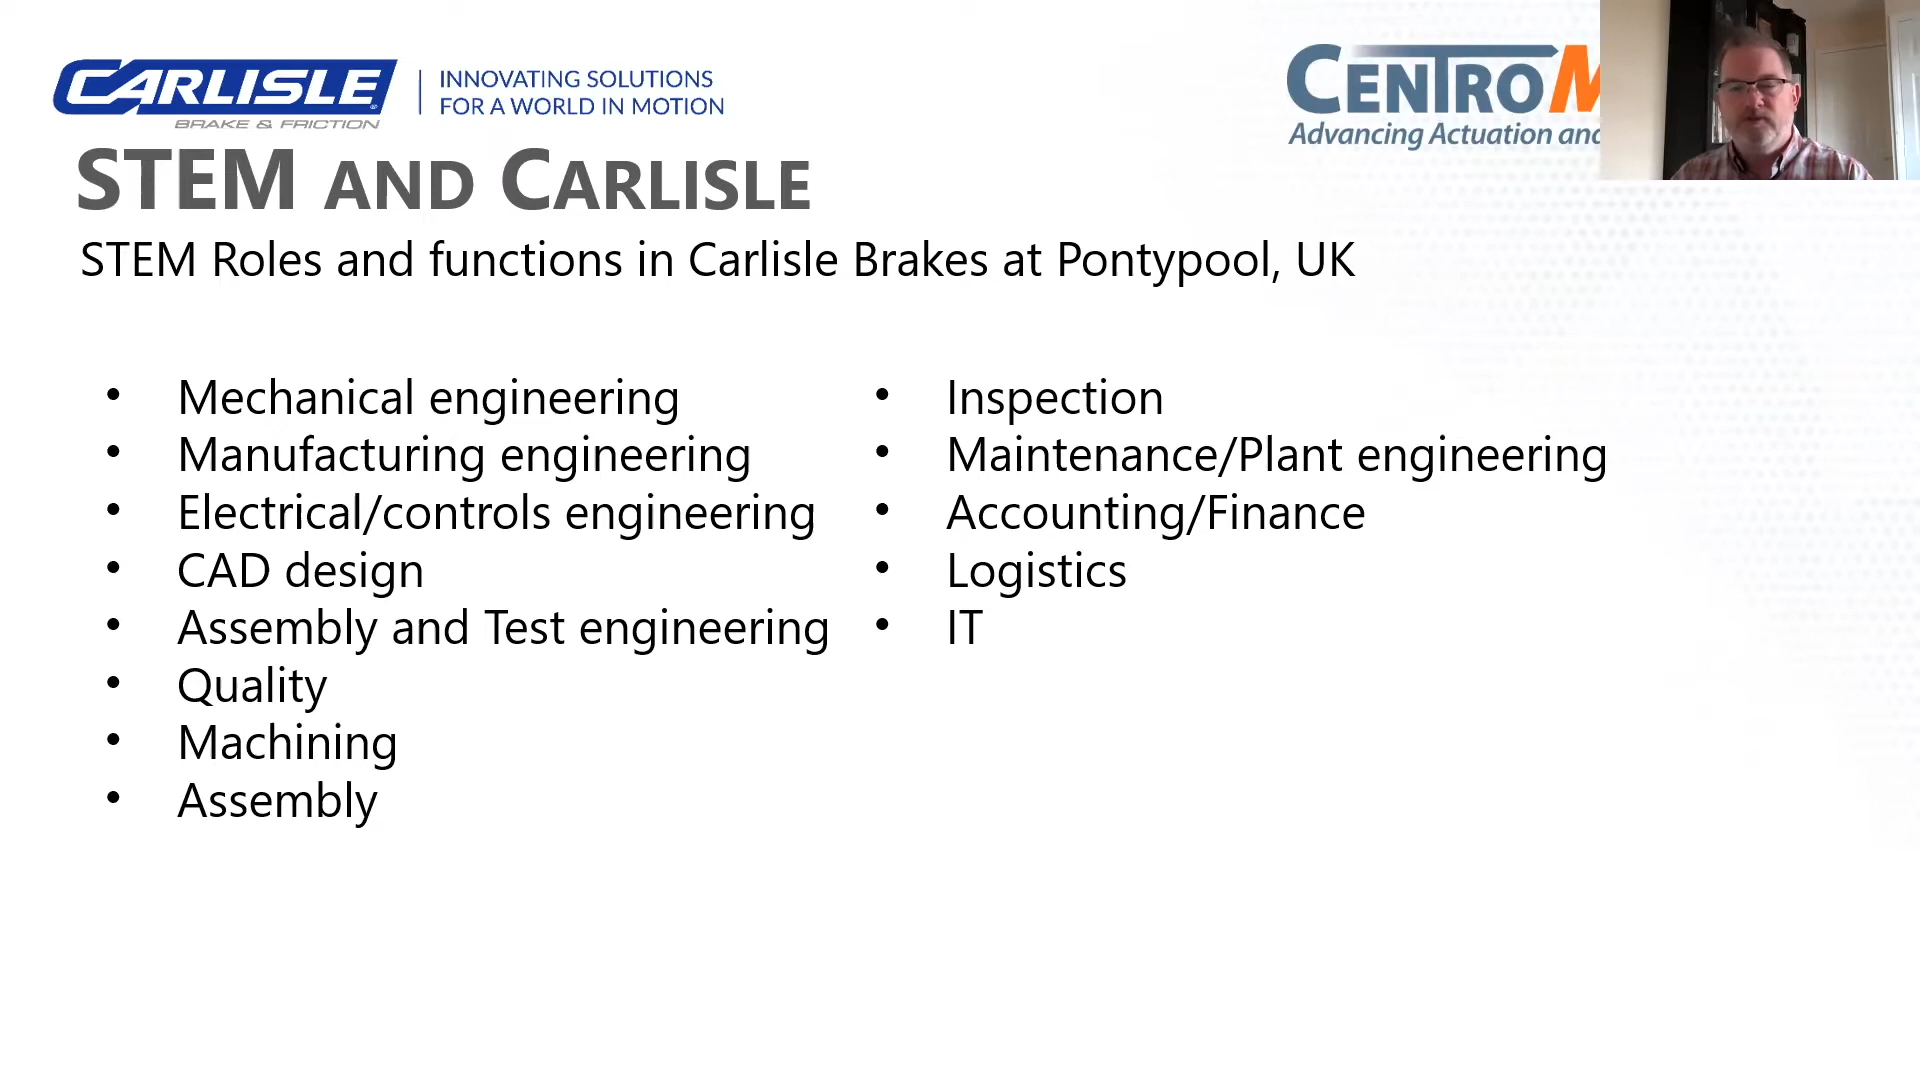 CARLISLE
BRAKE & FRICTION
INNOVATING SOLUTIONS
FOR A WORLD IN MOTION
CENTROM
Advancing Actuation and
STEM AND CARLISLE
STEM Roles and functions in Carlisle Brakes at Pontypool, UK
• Mechanical engineering
• Manufacturing engineering
• Electrical/controls engineering
• CAD design
• Assembly and Test engineering
• Quality
• Machining
• Assembly
• Inspection
• Maintenance/Plant engineering
• Accounting/Finance
• Logistics
• IT